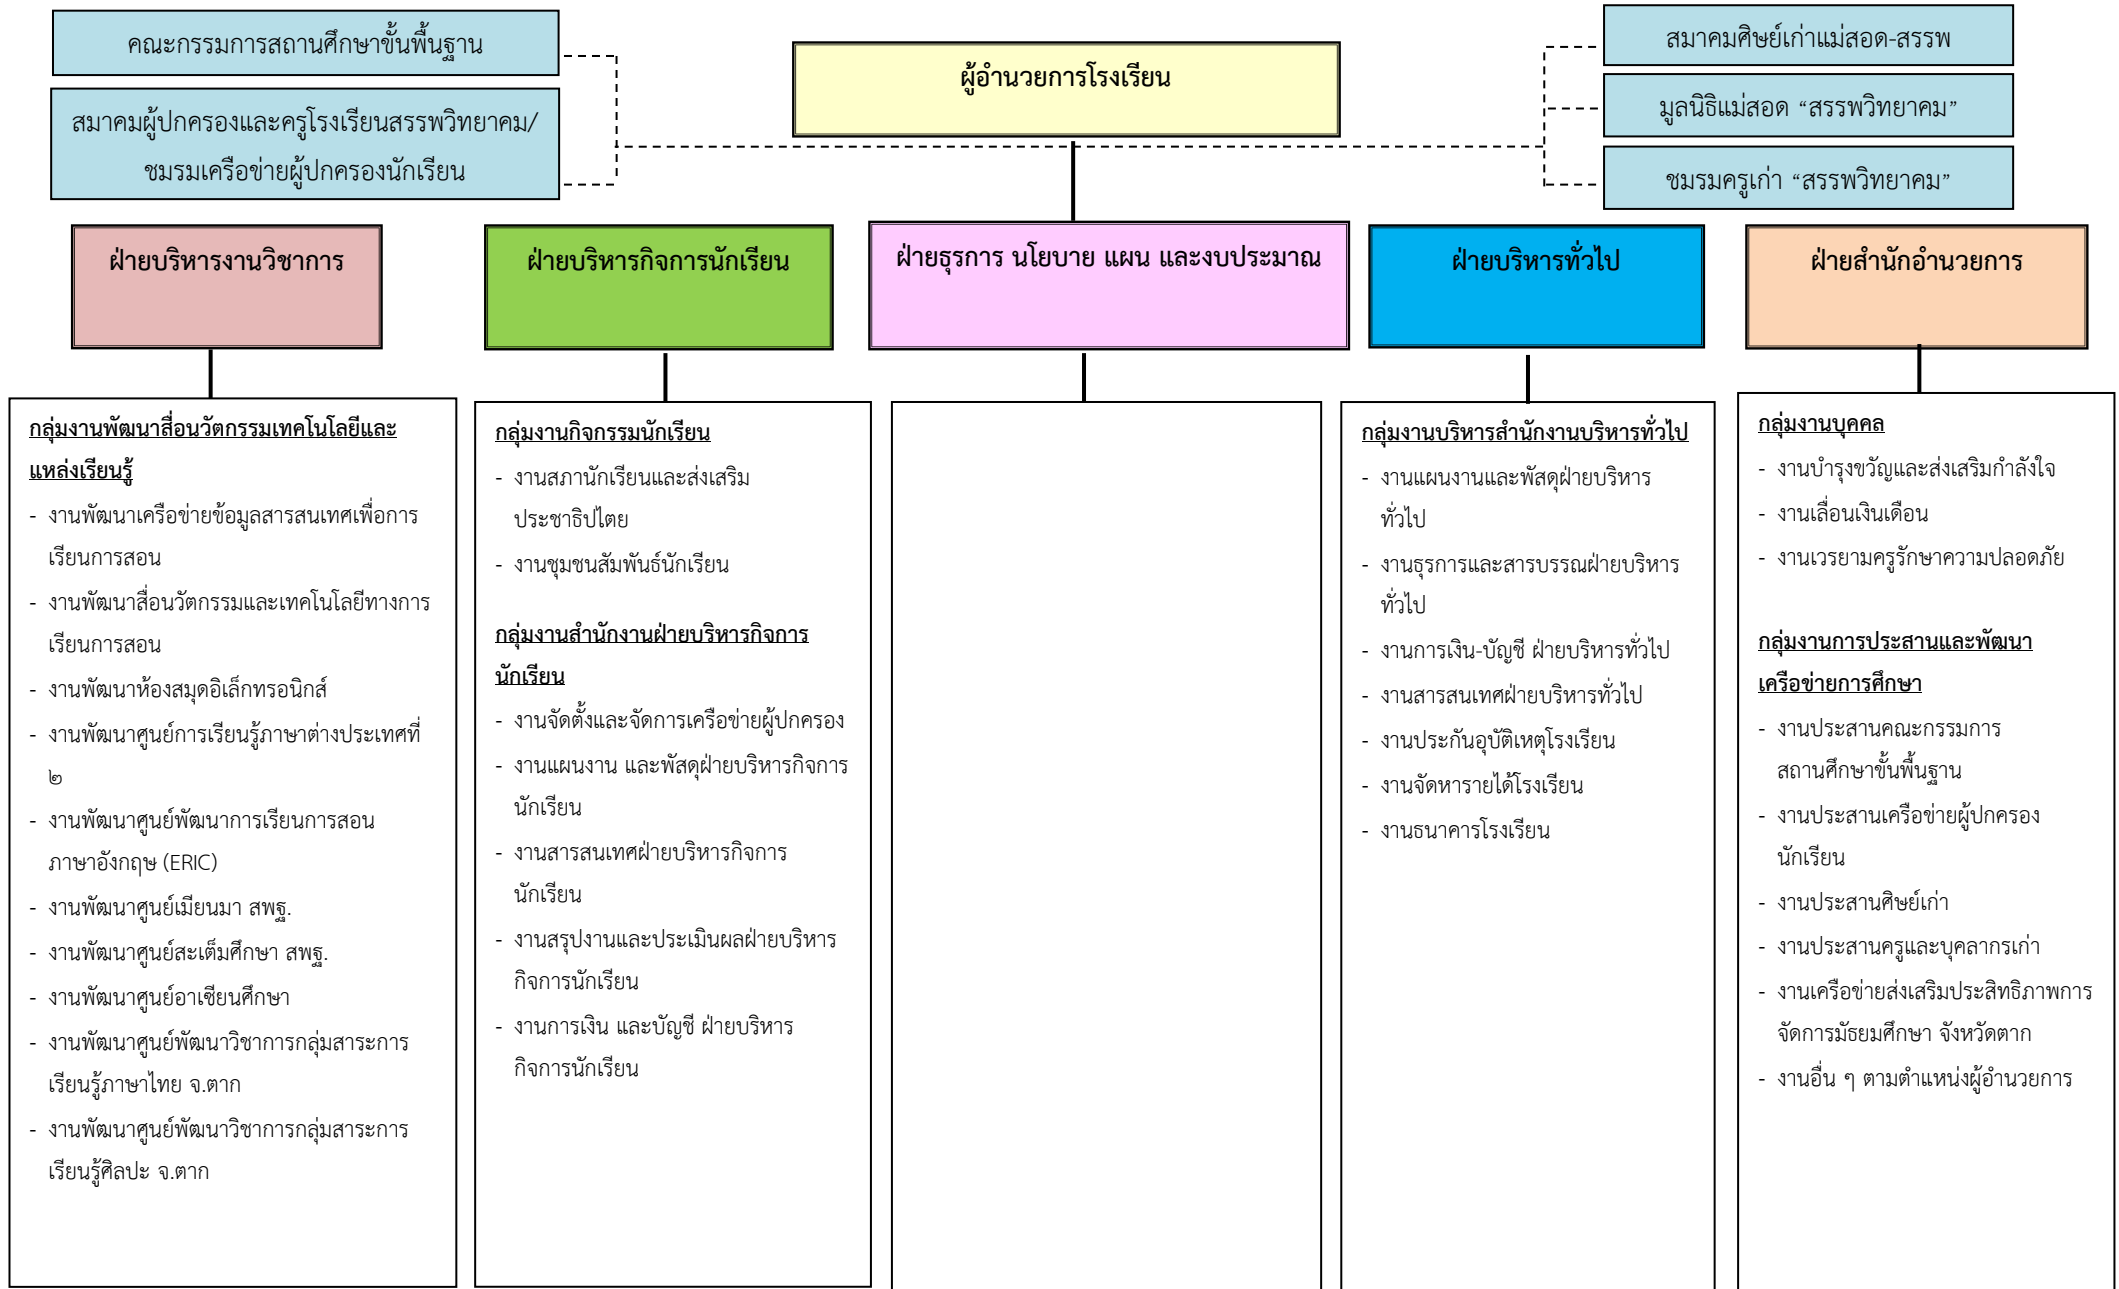 คณะกรรมการสถานศึกษาขั้นพื้นฐาน
สมาคมผู้ปกครองและครูโรงเรียนสรรพวิทยาคม/
ชมรมเครือข่ายผู้ปกครองนักเรียน
ผู้อำนวยการโรงเรียน
สมาคมศิษย์เก่าแม่สอด-สรรพ
มูลนิธิแม่สอด “สรรพวิทยาคม”
ชมรมครูเก่า “สรรพวิทยาคม”
ฝ่ายบริหารงานวิชาการ
ฝ่ายบริหารกิจการนักเรียน
ฝ่ายธุรการ นโยบาย แผน และงบประมาณ
ฝ่ายบริหารทั่วไป
ฝ่ายสำนักอำนวยการ
กลุ่มงานพัฒนาสื่อนวัตกรรมเทคโนโลยีและ
แหล่งเรียนรู้
- งานพัฒนาเครือข่ายข้อมูลสารสนเทศเพื่อการ
เรียนการสอน
- งานพัฒนาสื่อนวัตกรรมและเทคโนโลยีทางการ
เรียนการสอน
- งานพัฒนาห้องสมุดอิเล็กทรอนิกส์
- งานพัฒนาศูนย์การเรียนรู้ภาษาต่างประเทศที่
๒
- งานพัฒนาศูนย์พัฒนาการเรียนการสอน
ภาษาอังกฤษ (ERIC)
- งานพัฒนาศูนย์เมียนมา สพฐ.
- งานพัฒนาศูนย์สะเต็มศึกษา สพฐ.
- งานพัฒนาศูนย์อาเซียนศึกษา
- งานพัฒนาศูนย์พัฒนาวิชาการกลุ่มสาระการ
เรียนรู้ภาษาไทย จ.ตาก
- งานพัฒนาศูนย์พัฒนาวิชาการกลุ่มสาระการ
เรียนรู้ศิลปะ จ.ตาก
กลุ่มงานกิจกรรมนักเรียน
- งานสภานักเรียนและส่งเสริม
ประชาธิปไตย
- งานชุมชนสัมพันธ์นักเรียน
กลุ่มงานสำนักงานฝ่ายบริหารกิจการ
นักเรียน
- งานจัดตั้งและจัดการเครือข่ายผู้ปกครอง
- งานแผนงาน และพัสดุฝ่ายบริหารกิจการ
นักเรียน
- งานสารสนเทศฝ่ายบริหารกิจการ
นักเรียน
- งานสรุปงานและประเมินผลฝ่ายบริหาร
กิจการนักเรียน
- งานการเงิน และบัญชี ฝ่ายบริหาร
กิจการนักเรียน
กลุ่มงานบริหารสำนักงานบริหารทั่วไป
- งานแผนงานและพัสดุฝ่ายบริหาร
ทั่วไป
- งานธุรการและสารบรรณฝ่ายบริหาร
ทั่วไป
- งานการเงิน-บัญชี ฝ่ายบริหารทั่วไป
- งานสารสนเทศฝ่ายบริหารทั่วไป
- งานประกันอุบัติเหตุโรงเรียน
- งานจัดหารายได้โรงเรียน
- งานธนาคารโรงเรียน
กลุ่มงานบุคคล
- งานบำรุงขวัญและส่งเสริมกำลังใจ
- งานเลื่อนเงินเดือน
- งานเวรยามครูรักษาความปลอดภัย
กลุ่มงานการประสานและพัฒนา
เครือข่ายการศึกษา
- งานประสานคณะกรรมการ
สถานศึกษาขั้นพื้นฐาน
- งานประสานเครือข่ายผู้ปกครอง
นักเรียน
- งานประสานศิษย์เก่า
- งานประสานครูและบุคลากรเก่า
- งานเครือข่ายส่งเสริมประสิทธิภาพการ
จัดการมัธยมศึกษา จังหวัดตาก
- งานอื่น ๆ ตามตำแหน่งผู้อำนวยการ